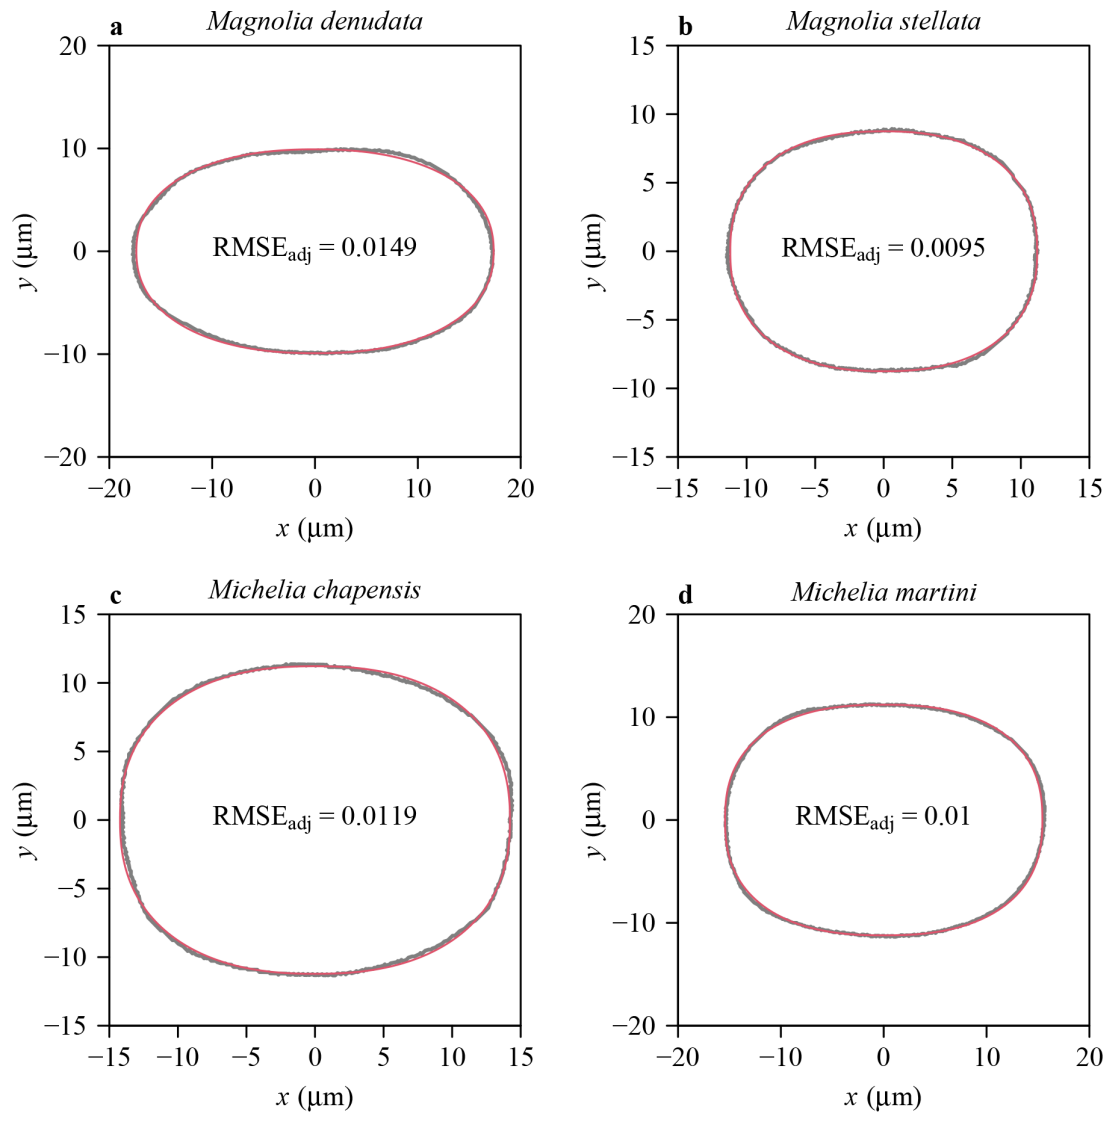 a Magnolia denudata
20
10
0
−10
−20
y (μm)
RMSEadj = 0.0149
−20 −10 0 10 20
x (μm)
b Magnolia stellata
15
10
5
0
−5
−10
−15
y (μm)
RMSEadj = 0.0095
−15 −10 −5 0 5 10 15
x (μm)
c Michelia chapensis
15
10
5
0
−5
−10
−15
y (μm)
RMSEadj = 0.0119
−15 −10 −5 0 5 10 15
x (μm)
d Michelia martini
20
10
0
−10
−20
y (μm)
RMSEadj = 0.01
−20 −10 0 10 20
x (μm)